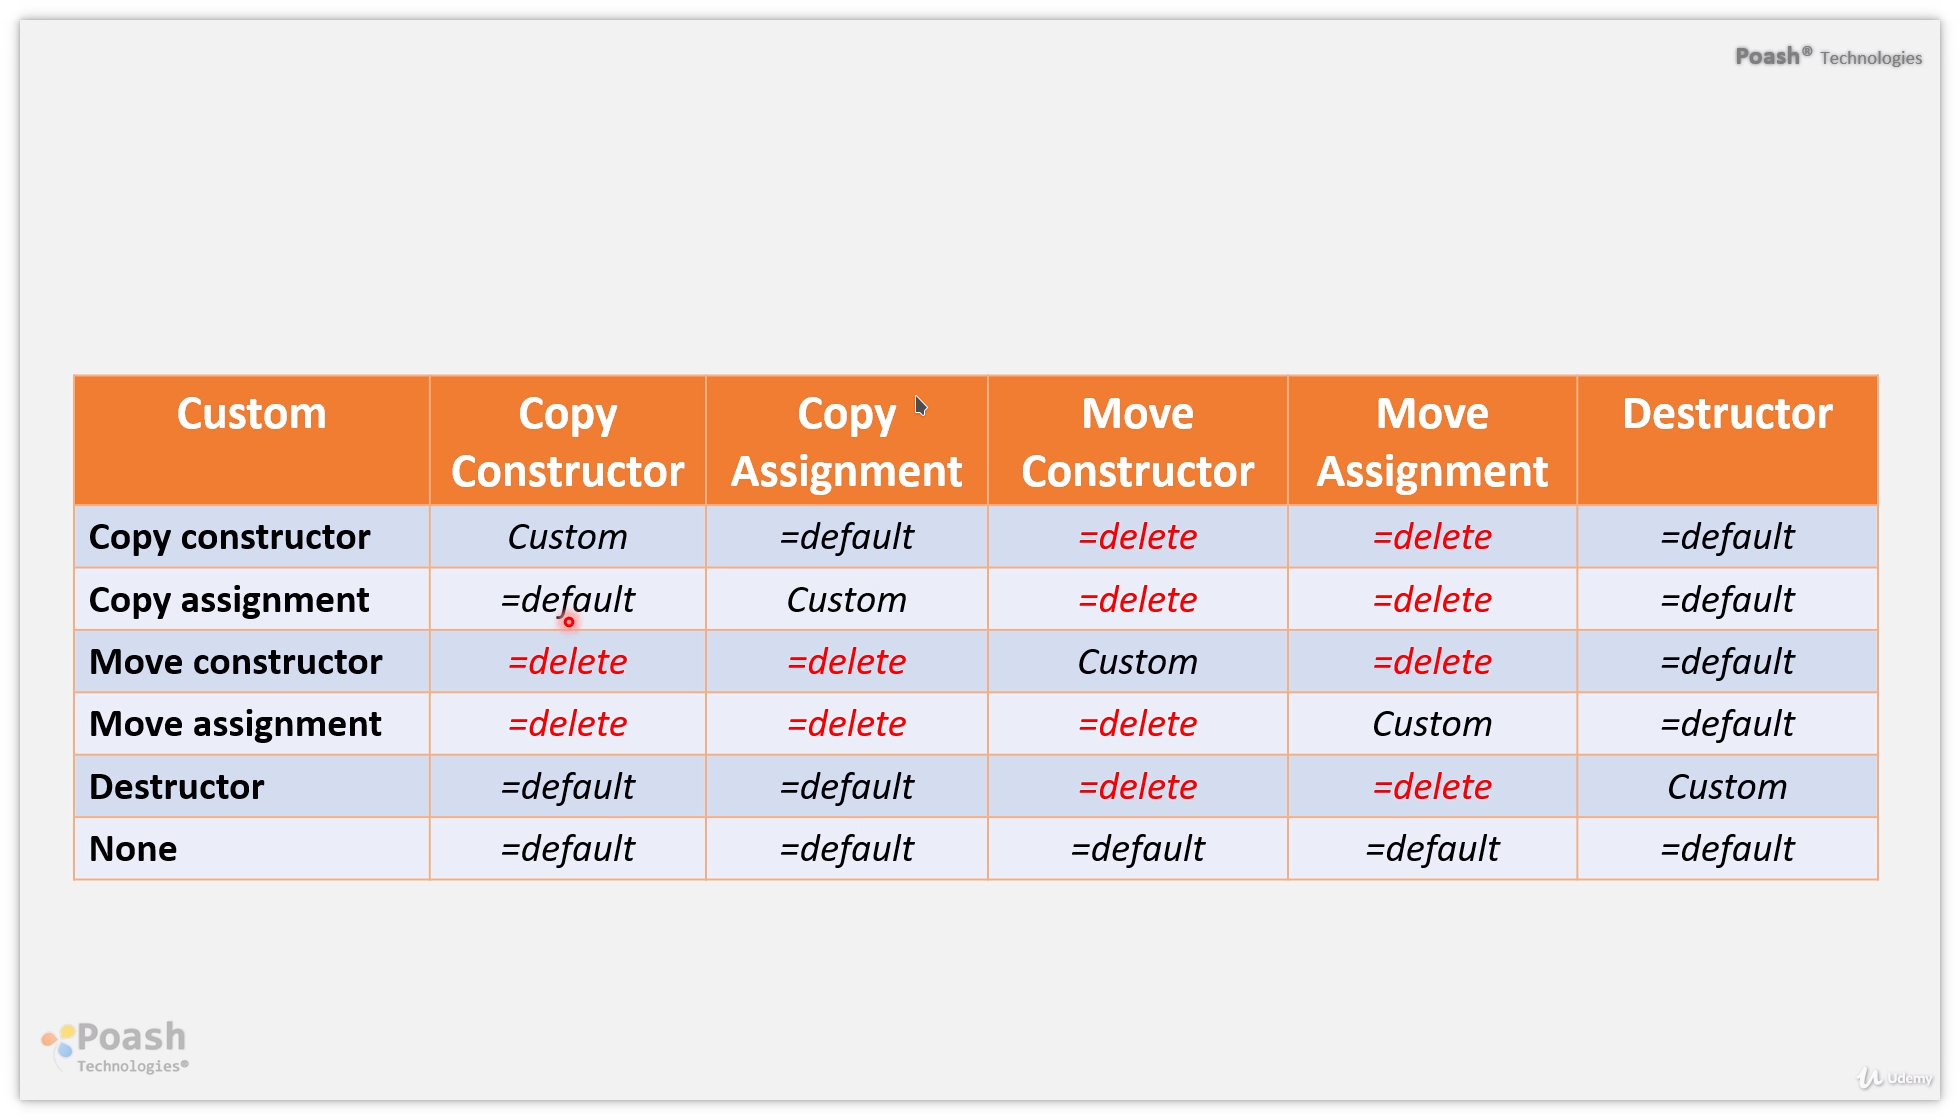 Poash® Technologies
Custom Copy Constructor Copy Assignment Move Constructor Move Assignment Destructor
Copy constructor Custom =default =delete =delete =default
Copy assignment =default Custom =delete =delete =default
Move constructor =delete =delete Custom =delete =default
Move assignment =delete =delete =delete Custom =default
Destructor =default =default =delete =delete Custom
None =default =default =default =default =default
Poash
Technologies®
Udemy